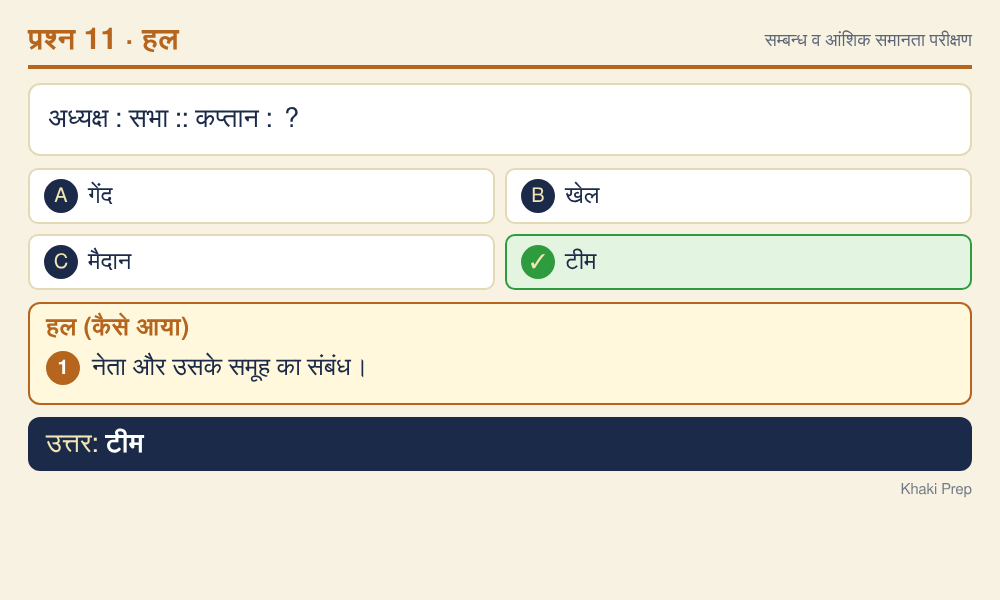 प्रश्न 11 · हल
सम्बन्ध व आंशिक समानता परीक्षण
अध्यक्ष : सभा :: कप्तान : ?
A गेंद
B खेल
C मैदान
✓ टीम
हल (कैसे आया)
1 नेता और उसके समूह का संबंध।
उत्तर: टीम
Khaki Prep